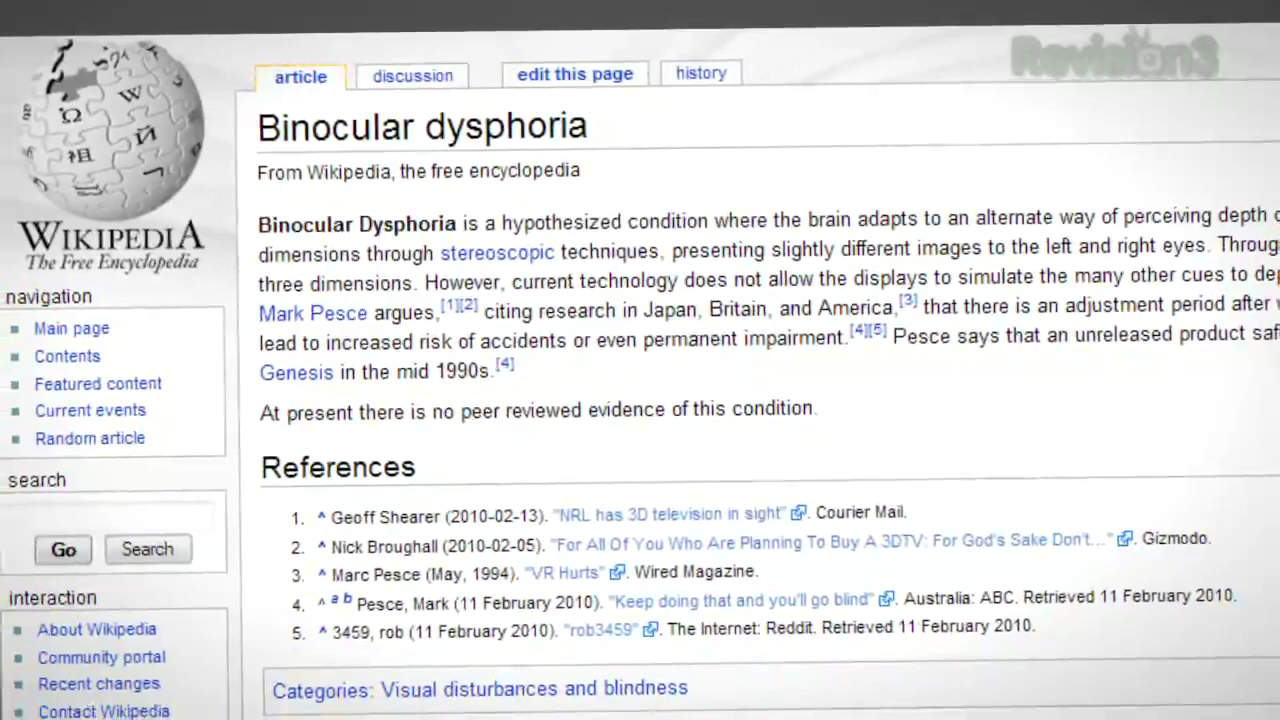 Revision3
article
discussion
edit this page
history
Binocular dysphoria
From Wikipedia, the free encyclopedia
Binocular Dysphoria is a hypothesized condition where the brain adapts to an alternate way of perceiving depth
dimensions through stereoscopic techniques, presenting slightly different images to the left and right eyes.
three dimensions. However, current technology does not allow the displays to simulate the many other cues to
Mark Pesce argues,[1][2] citing research in Japan, Britain, and America,[3] that there is an adjustment period after
lead to increased risk of accidents or even permanent impairment.[4][5] Pesce says that an unreleased product
Genesis in the mid 1990s.[4]
At present there is no peer reviewed evidence of this condition.
References
1. ^ Geoff Shearer (2010-02-13). "NRL has 3D television in sight". Courier Mail.
2. ^ Nick Broughall (2010-02-05). "For All Of You Who Are Planning To Buy A 3DTV: For God's Sake Don't...". Gizmodo.
3. ^ Marc Pesce (May, 1994). "VR Hurts". Wired Magazine.
4. ^ a b Pesce, Mark (11 February 2010). "Keep doing that and you'll go blind". Australia: ABC. Retrieved 11 February 2010.
5. ^ 3459, rob (11 February 2010). "rob3459". The Internet: Reddit. Retrieved 11 February 2010.
Categories: Visual disturbances and blindness
WIKIPEDIA
The Free Encyclopedia
navigation
Main page
Contents
Featured content
Current events
Random article
search
Go
Search
interaction
About Wikipedia
Community portal
Recent changes
Contact Wikipedia